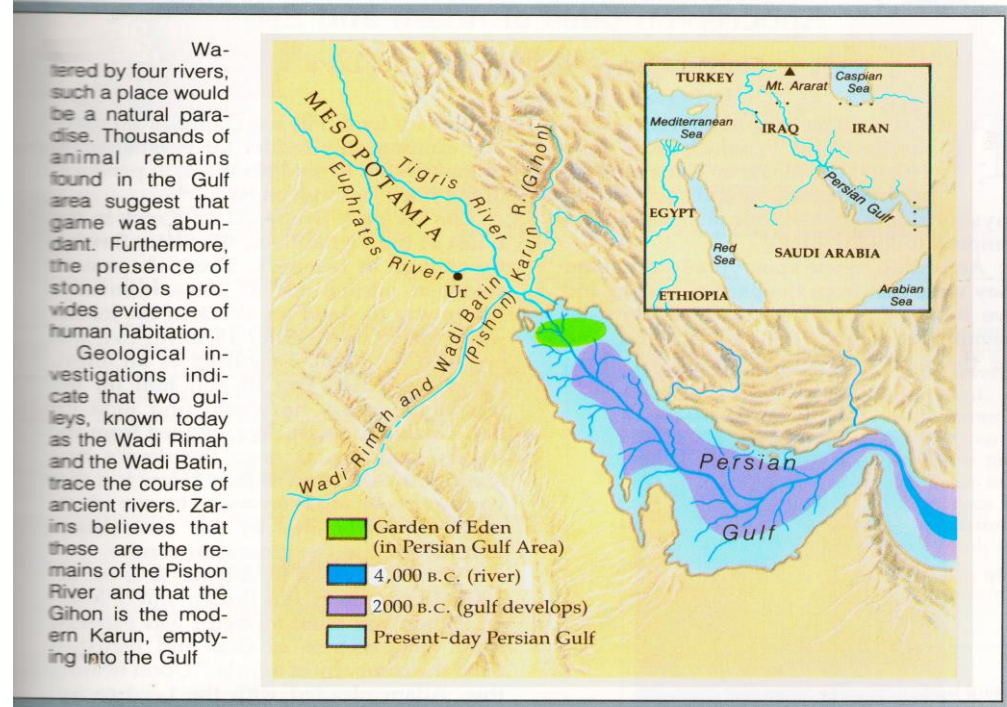 Wa-
tered by four rivers,
such a place would
be a natural para-
dise. Thousands of
animal remains
found in the Gulf
area suggest that
game was abun-
dant. Furthermore,
the presence of
stone too s pro-
vides evidence of
human habitation.
Geological in-
vestigations indi-
cate that two gul-
leys, known today
as the Wadi Rimah
and the Wadi Batin,
trace the course of
ancient rivers. Zar-
ins believes that
these are the re-
mains of the Pishon
River and that the
Gihon is the mod-
ern Karun, empty-
ing into the Gulf
MESOPOTAMIA
Tigris River
Euphrates River
Ur
Karun R. (Gihon)
Wadi Rimah and Wadi Batin
(Pishon)
Persian
Gulf
TURKEY
Mt. Ararat
Caspian
Sea
Mediterranean
Sea
IRAQ
IRAN
Persian Gulf
EGYPT
Red
Sea
SAUDI ARABIA
ETHIOPIA
Arabian
Sea
Garden of Eden
(in Persian Gulf Area)
4,000 B.C. (river)
2000 B.C. (gulf develops)
Present-day Persian Gulf